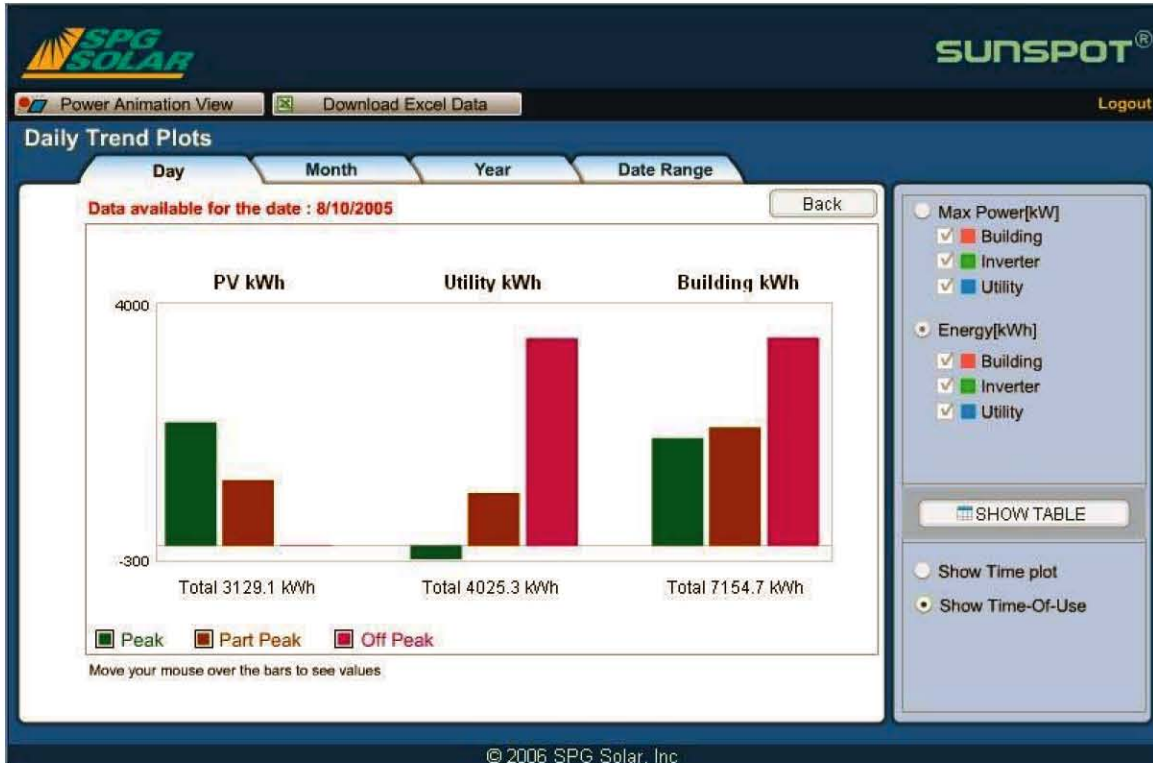 SPG
SOLAR
SUNSPOT®
Power Animation View
Download Excel Data
Logout
Daily Trend Plots
Day
Month
Year
Date Range
Data available for the date : 8/10/2005
Back
PV kWh
Utility kWh
Building kWh
4000
-300
Total 3129.1 kWh
Total 4025.3 kWh
Total 7154.7 kWh
Peak
Part Peak
Off Peak
Move your mouse over the bars to see values
Max Power[kW]
Building
Inverter
Utility
Energy[kWh]
Building
Inverter
Utility
SHOW TABLE
Show Time plot
Show Time-Of-Use
© 2006 SPG Solar, Inc